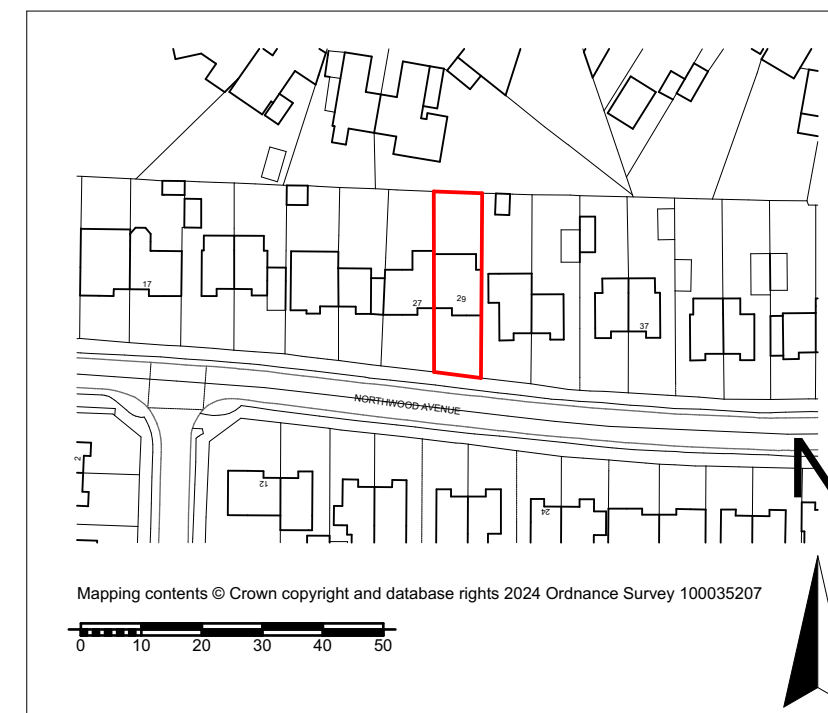 17
27
29
37
NORTHWOOD AVENUE
2
12
24
N
Mapping contents © Crown copyright and database rights 2024 Ordnance Survey 100035207
0 10 20 30 40 50